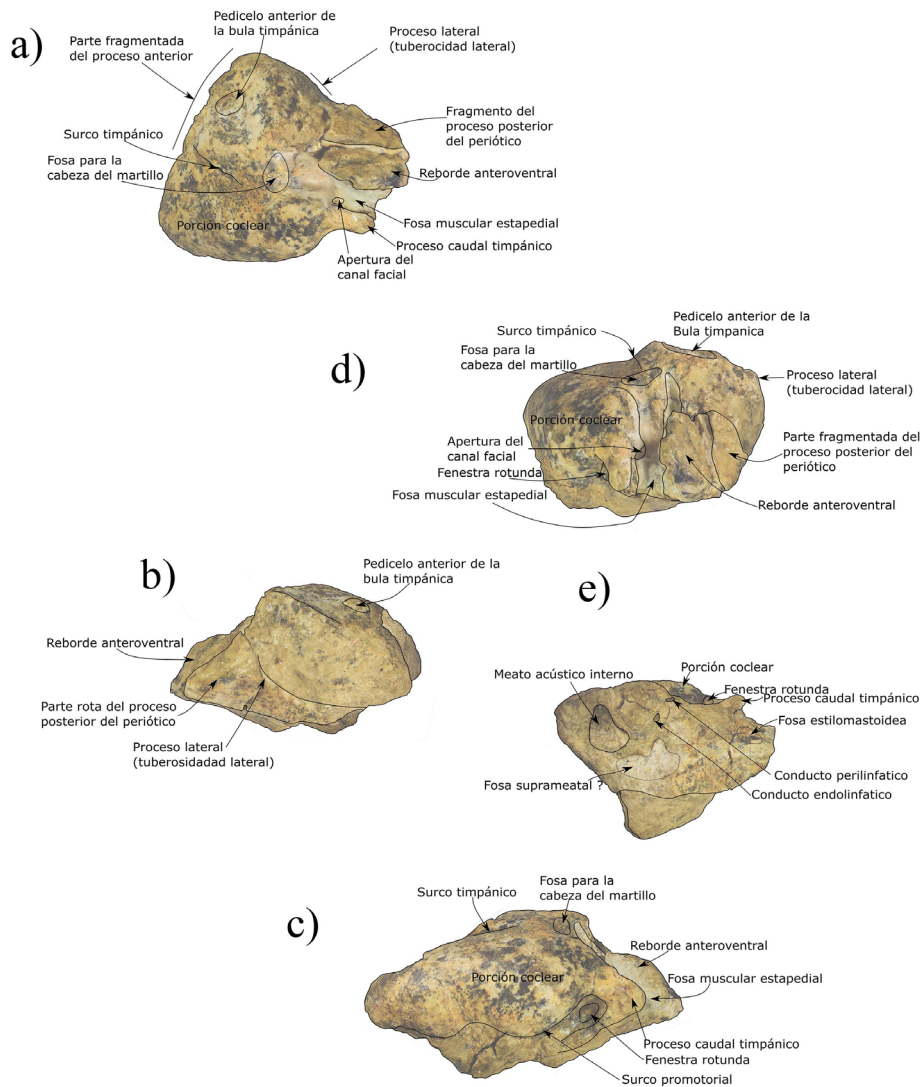 a)
Parte fragmentada
del proceso anterior
Pedicelo anterior de
la bula timpánica
Proceso lateral
(tuberocidad lateral)
Surco timpánico
Fosa para la
cabeza del martillo
Fragmento del
proceso posterior
del periótico
Reborde anteroventral
Porción coclear
Fosa muscular estapedial
Proceso caudal timpánico
Apertura del
canal facial
d)
Surco timpánico
Pedicelo anterior de la
Bula timpanica
Fosa para la
cabeza del martillo
Proceso lateral
(tuberocidad lateral)
Porción coclear
Apertura del
canal facial
Fenestra rotunda
Fosa muscular estapedial
Parte fragmentada del
proceso posterior del
periótico
Reborde anteroventral
b)
Pedicelo anterior de la
bula timpánica
Reborde anteroventral
Parte rota del proceso
posterior del periótico
Proceso lateral
(tuberosidadad lateral)
e)
Meato acústico interno
Porción coclear
Fenestra rotunda
Proceso caudal timpánico
Fosa estilomastoidea
Fosa suprameatal ?
Conducto perilinfatico
Conducto endolinfatico
c)
Surco timpánico
Fosa para la
cabeza del martillo
Reborde anteroventral
Porción coclear
Fosa muscular estapedial
Proceso caudal timpánico
Fenestra rotunda
Surco promotorial